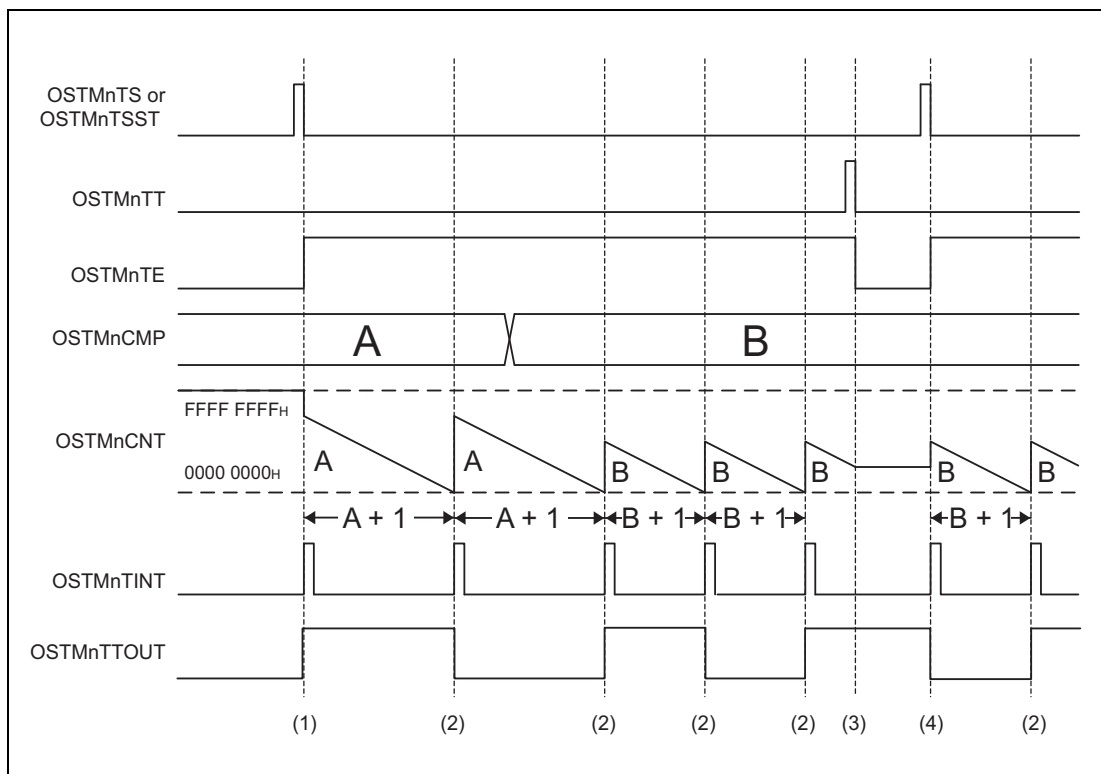 OSTMnTS or
OSTMnTSST
OSTMnTT
OSTMnTE
OSTMnCMP
A
B
FFFF FFFFH
OSTMnCNT
0000 0000H
A
A
B
B
B
B
B
A + 1
A + 1
B + 1
B + 1
B + 1
OSTMnTINT
OSTMnTTOUT
(1)
(2)
(2)
(2)
(2)
(3)
(4)
(2)